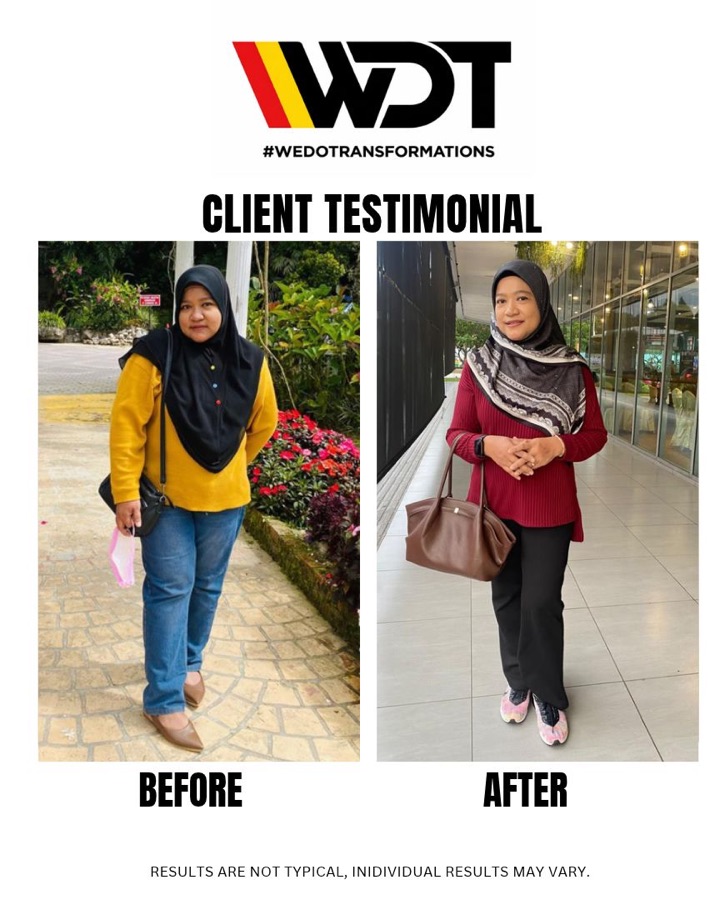 WDT
#WEDOTRANSFORMATIONS
CLIENT TESTIMONIAL
BEFORE
AFTER
RESULTS ARE NOT TYPICAL, INIDIVIDUAL RESULTS MAY VARY.